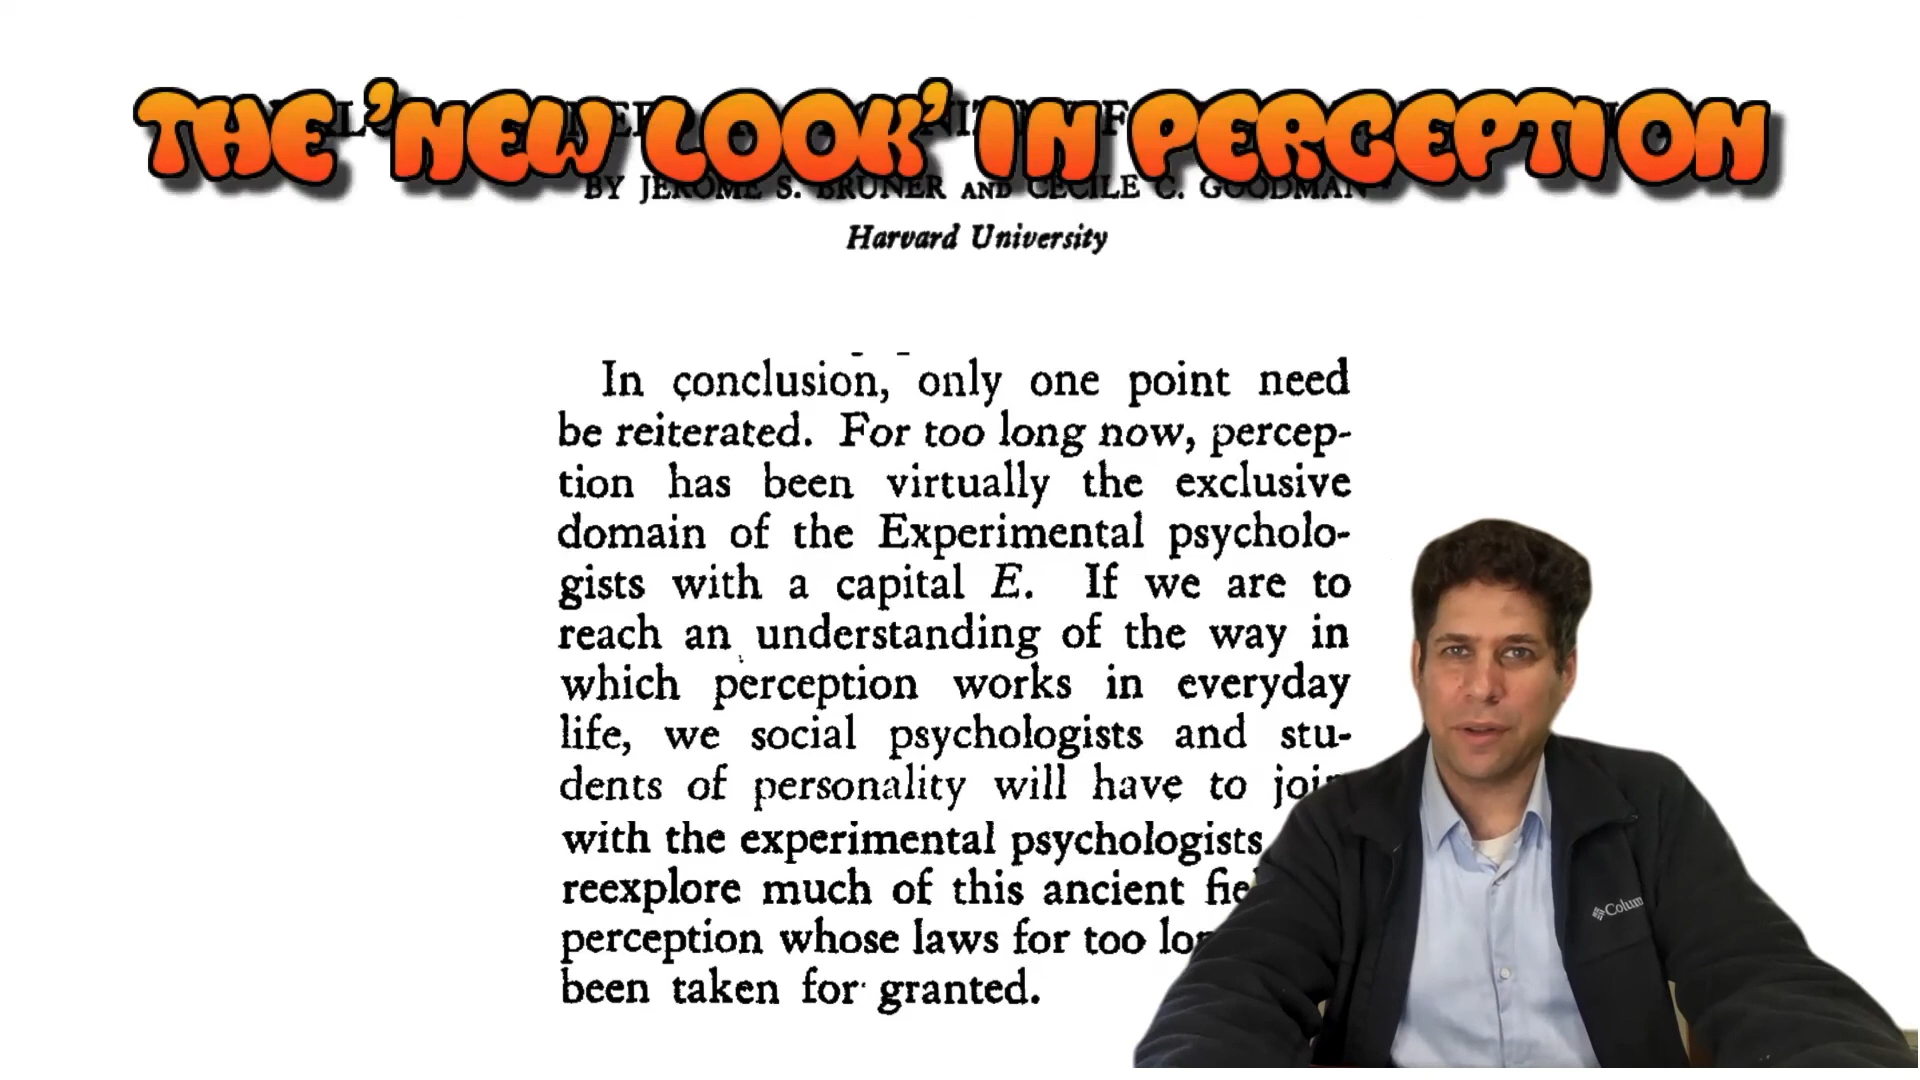 THE 'NEW LOOK' IN PERCEPTION
BY JEROME S. BRUNER AND CECILE C. GOODMAN
Harvard University
In conclusion, only one point need
be reiterated. For too long now, percep-
tion has been virtually the exclusive
domain of the Experimental psycholo-
gists with a capital E. If we are to
reach an understanding of the way in
which perception works in everyday
life, we social psychologists and stu-
dents of personality will have to join
with the experimental psychologists
reexplore much of this ancient
perception whose laws for too
been taken for granted.
Colum